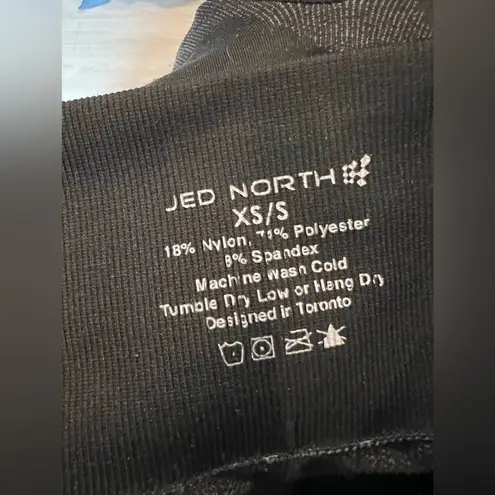 JED NORTH
XS/S
18% Nylon, 71% Polyester
8% Spandex
Machine Wash Cold
Tumble Dry Low or Hang Dry
Designed in Toronto